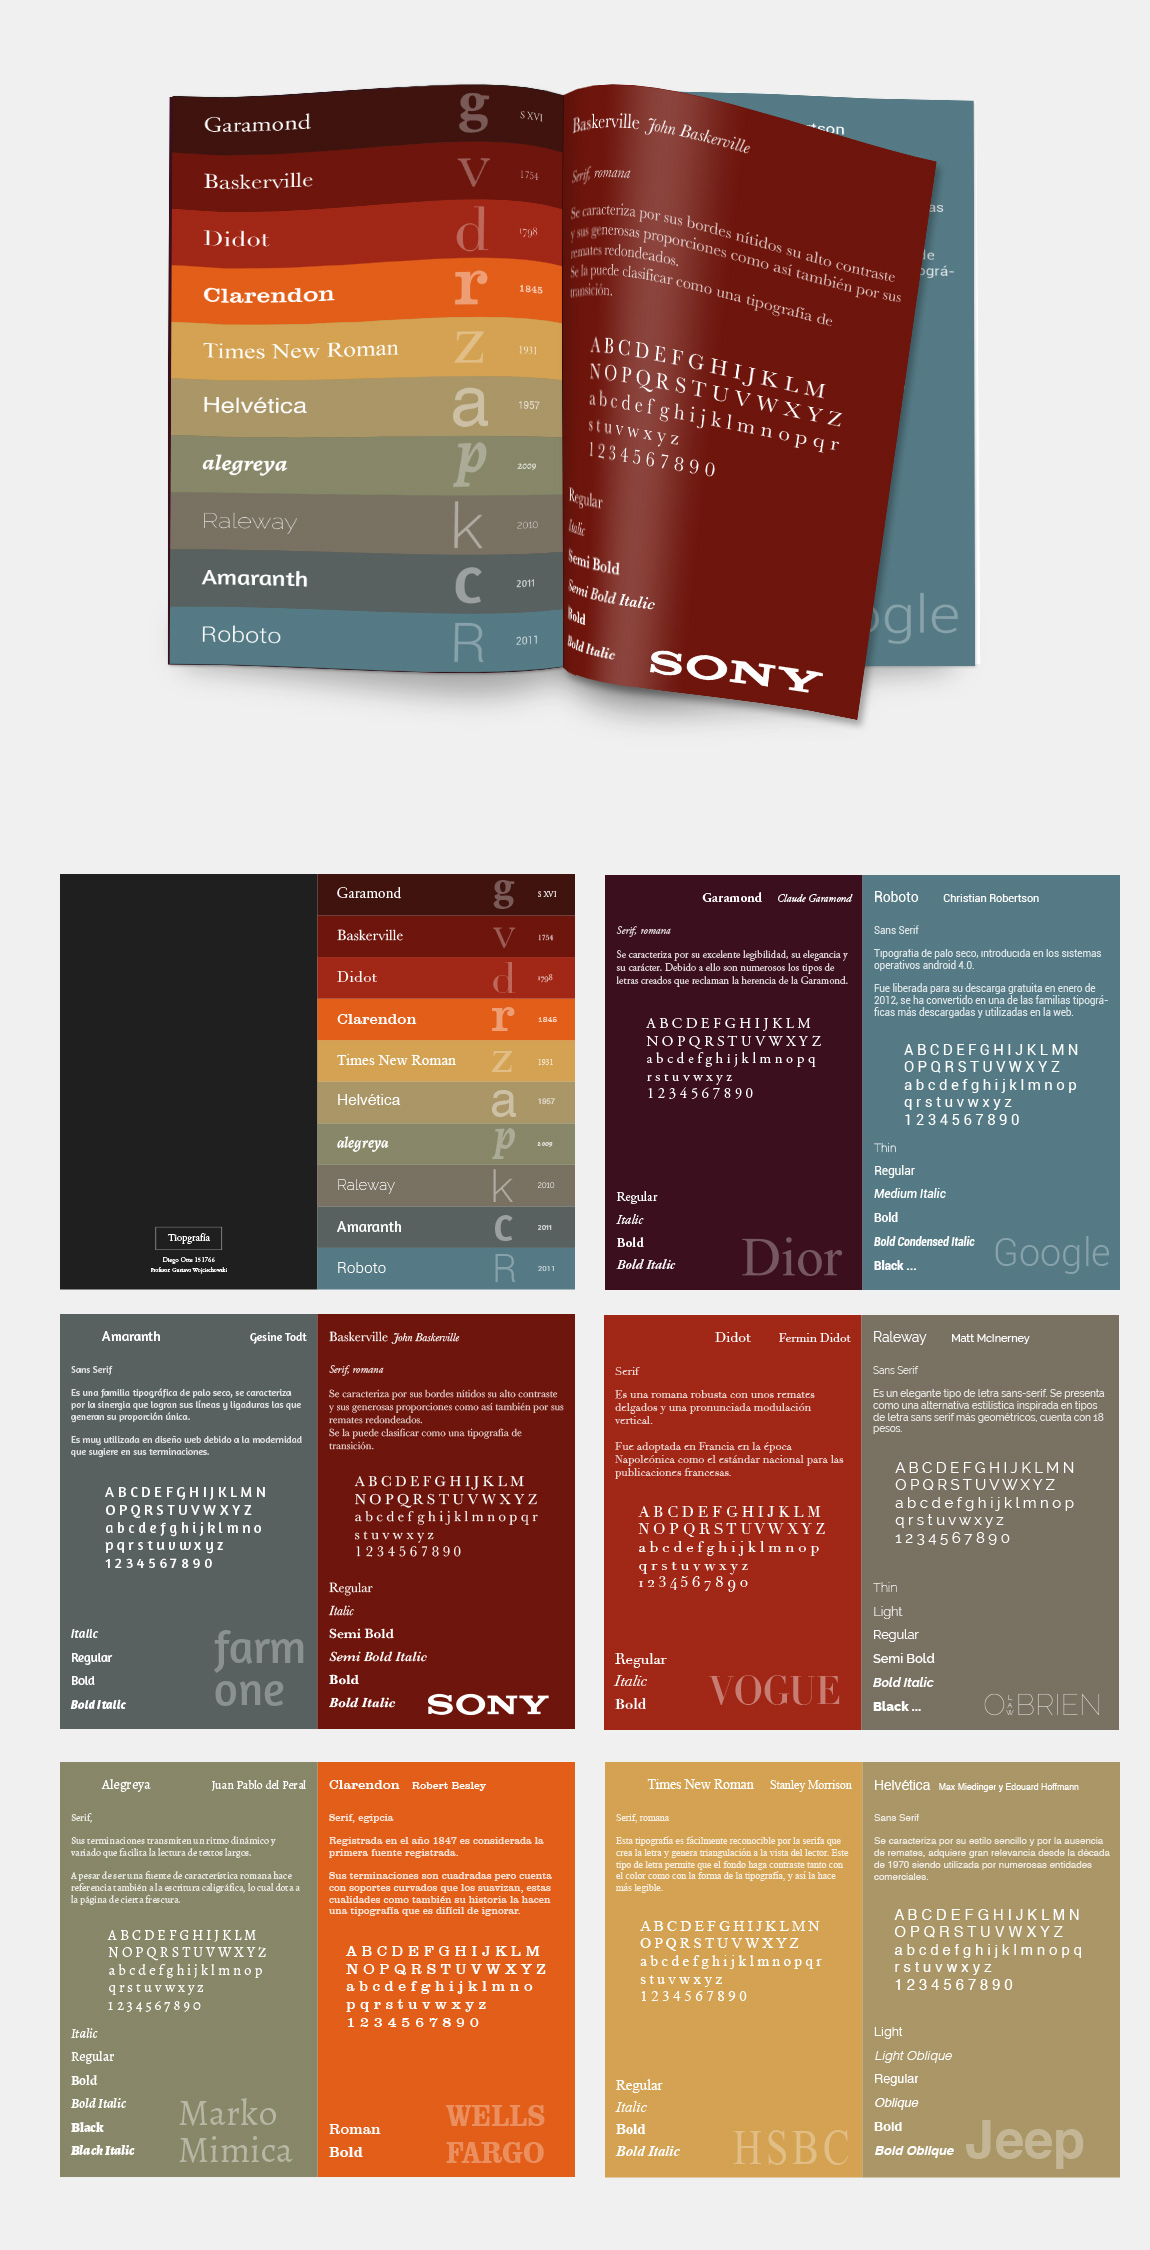 Garamond g S XVI
Baskerville v 1754
Didot d 1798
Clarendon r 1845
Times New Roman z 1931
Helvética a 1957
alegreya p 2009
Raleway k 2010
Amaranth c 2011
Roboto R 2011
Baskerville John Baskerville
Serif, romana
Se caracteriza por sus bordes nítidos su alto contraste
y sus generosas proporciones como así también por sus
remates redondeados.
Se la puede clasificar como una tipografía de
transición.
ABCDEFGHIJKLM
NOPQRSTUVWXYZ
abcdefghijklmnopqr
stuvwxyz
1234567890
Regular
Italic
Semi Bold
Semi Bold Italic
Bold
Bold Italic
SONY
tson
as
de
ográ-
ogle
Tiopgrafía
Diego Otte 151766
Profesor: Gustavo Wojciechowski
Garamond g S XVI
Baskerville v 1754
Didot d 1798
Clarendon r 1845
Times New Roman z 1931
Helvética a 1957
alegreya p 2009
Raleway k 2010
Amaranth c 2011
Roboto R 2011
Garamond Claude Garamond
Serif, romana
Se caracteriza por su excelente legibilidad, su elegancia y
su carácter. Debido a ello son numerosos los tipos de
letras creados que reclaman la herencia de la Garamond.
ABCDEFGHIJKLM
NOPQRSTUVWXYZ
abcdefghijklmnopq
rstuvwxyz
1234567890
Regular
Italic
Bold
Bold Italic
Dior
Roboto Christian Robertson
Sans Serif
Tipografía de palo seco, introducida en los sistemas
operativos android 4.0.
Fue liberada para su descarga gratuita en enero de
2012, se ha convertido en una de las familias tipográ-
ficas más descargadas y utilizadas en la web.
ABCDEFGHIJKLMN
OPQRSTUVWXYZ
abcdefghijklmnop
qrstuvwxyz
1234567890
Thin
Regular
Medium Italic
Bold
Bold Condensed Italic
Black ...
Google
Amaranth Gesine Todt
Sans Serif
Es una familia tipográfica de palo seco, se caracteriza
por la sinergia que logran sus líneas y ligaduras las que
generan su proporción única.
Es muy utilizada en diseño web debido a la modernidad
que sugiere en sus terminaciones.
ABCDEFGHIJKLMN
OPQRSTUVWXYZ
abcdefghijklmno
pqrstuvwxyz
1234567890
Italic
Regular
Bold
Bold Italic
farm
one
Baskerville John Baskerville
Serif, romana
Se caracteriza por sus bordes nítidos su alto contraste
y sus generosas proporciones como así también por sus
remates redondeados.
Se la puede clasificar como una tipografía de
transición.
ABCDEFGHIJKLM
NOPQRSTUVWXYZ
abcdefghijklmnopqr
stuvwxyz
1234567890
Regular
Italic
Semi Bold
Semi Bold Italic
Bold
Bold Italic
SONY
Didot Fermin Didot
Serif
Es una romana robusta con unos remates
delgados y una pronunciada modulación
vertical.
Fue adoptada en Francia en la época
Napoleónica como el estándar nacional para las
publicaciones francesas.
ABCDEFGHIJKLM
NOPQRSTUVWXYZ
abcdefghijklmnop
qrstuvwxyz
1234567890
Regular
Italic
Bold
VOGUE
Raleway Matt McInerney
Sans Serif
Es un elegante tipo de letra sans-serif. Se presenta
como una alternativa estilística inspirada en tipos
de letra sans serif más geométricos, cuenta con 18
pesos.
ABCDEFGHIJKLMN
OPQRSTUVWXYZ
abcdefghijklmnop
qrstuvwxyz
1234567890
Thin
Light
Regular
Semi Bold
Bold Italic
Black ...
O LAW BRIEN
Alegreya Juan Pablo del Peral
Serif,
Sus terminaciones transmiten un ritmo dinámico y
variado que facilita la lectura de textos largos.
A pesar de ser una fuente de característica romana hace
referencia también a la escritura caligráfica, lo cual dota a
la página de cierta frescura.
ABCDEFGHIJKLM
NOPQRSTUVWXYZ
abcdefghijklmnop
qrstuvwxyz
1234567890
Italic
Regular
Bold
Bold Italic
Black
Black Italic
Marko
Mimica
Clarendon Robert Besley
Serif, egipcia
Registrada en el año 1847 es considerada la
primera fuente registrada.
Sus terminaciones son cuadradas pero cuenta
con soportes curvados que los suavizan, estas
cualidades como también su historia la hacen
una tipografía que es difícil de ignorar.
ABCDEFGHIJKLM
NOPQRSTUVWXYZ
abcdefghijklmno
pqrstuvwxyz
1234567890
Roman
Bold
WELLS
FARGO
Times New Roman Stanley Morrison
Serif, romana
Esta tipografía es fácilmente reconocible por la serifa que
crea la letra y genera triangulación a la vista del lector. Este
tipo de letra permite que el fondo haga contraste tanto con
el color como con la forma de la tipografía, y así la hace
más legible.
ABCDEFGHIJKLMN
OPQRSTUVWXYZ
abcdefghijklmnopqr
stuvwxyz
1234567890
Regular
Italic
Bold
Bold Italic
HSBC
Helvética Max Miedinger y Edouard Hoffmann
Sans Serif
Se caracteriza por su estilo sencillo y por la ausencia
de remates, adquiere gran relevancia desde la década
de 1970 siendo utilizada por numerosas entidades
comerciales.
ABCDEFGHIJKLMN
OPQRSTUVWXYZ
abcdefghijklmnopq
rstuvwxyz
1234567890
Light
Light Oblique
Regular
Oblique
Bold
Bold Oblique
Jeep